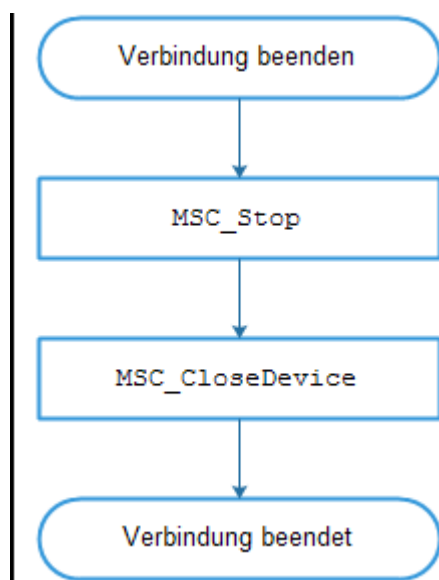 Verbindung beenden
MSC_Stop
MSC_CloseDevice
Verbindung beendet